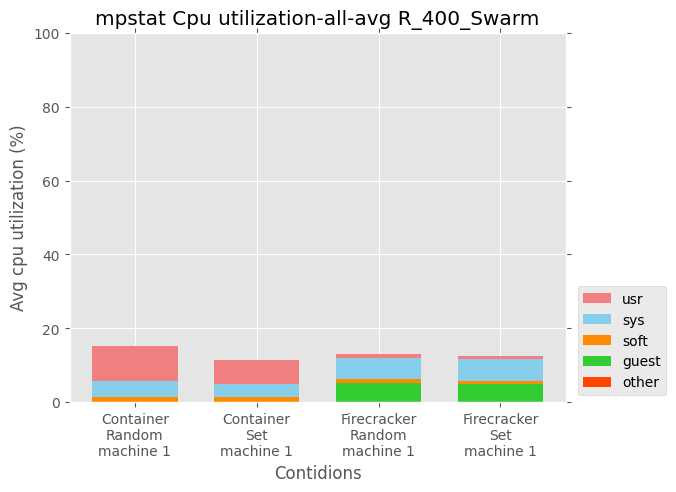 mpstat Cpu utilization-all-avg R_400_Swarm
Avg cpu utilization (%)
100
80
60
40
20
0
Container
Random
machine 1
Container
Set
machine 1
Firecracker
Random
machine 1
Firecracker
Set
machine 1
Contidions
usr
sys
soft
guest
other